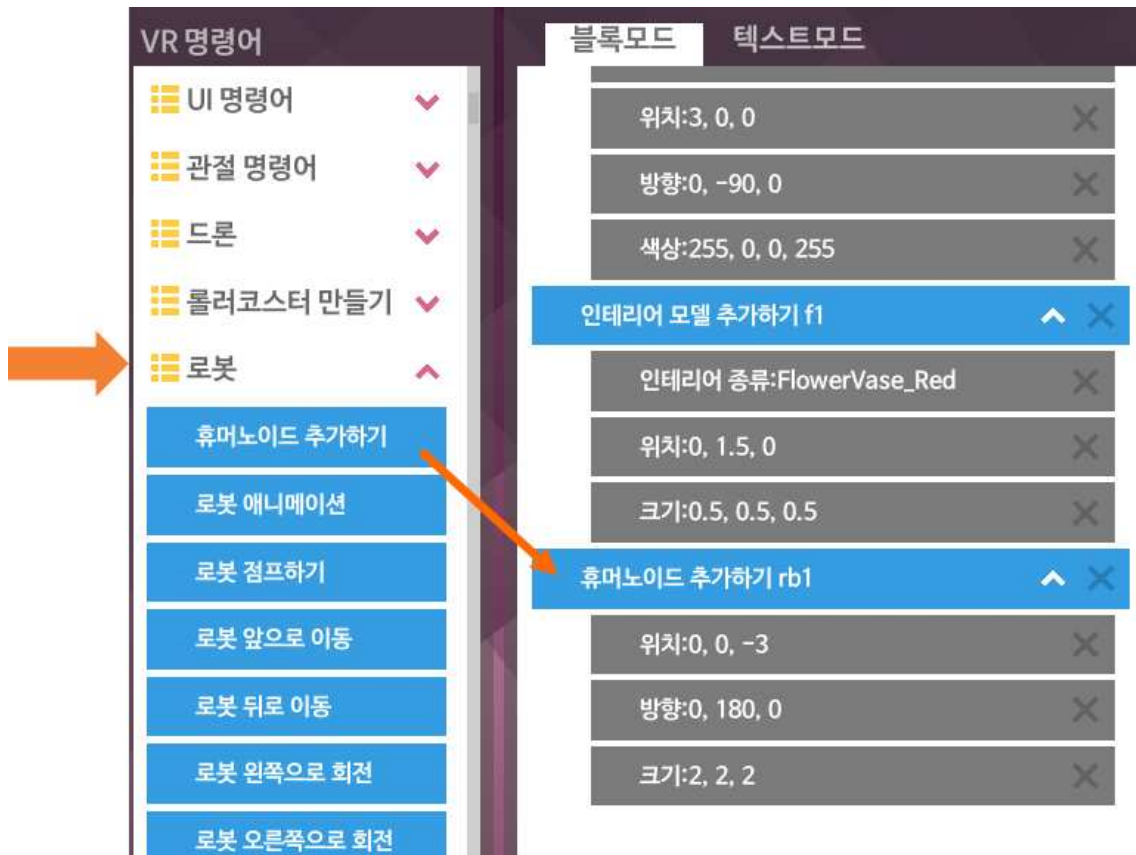 VR 명령어
UI 명령어
관절 명령어
드론
롤러코스터 만들기
로봇
휴머노이드 추가하기
로봇 애니메이션
로봇 점프하기
로봇 앞으로 이동
로봇 뒤로 이동
로봇 왼쪽으로 회전
로봇 오른쪽으로 회전
블록모드
텍스트모드
위치:3, 0, 0
방향:0, -90, 0
색상:255, 0, 0, 255
인테리어 모델 추가하기 f1
인테리어 종류:FlowerVase_Red
위치:0, 1.5, 0
크기:0.5, 0.5, 0.5
휴머노이드 추가하기 rb1
위치:0, 0, -3
방향:0, 180, 0
크기:2, 2, 2